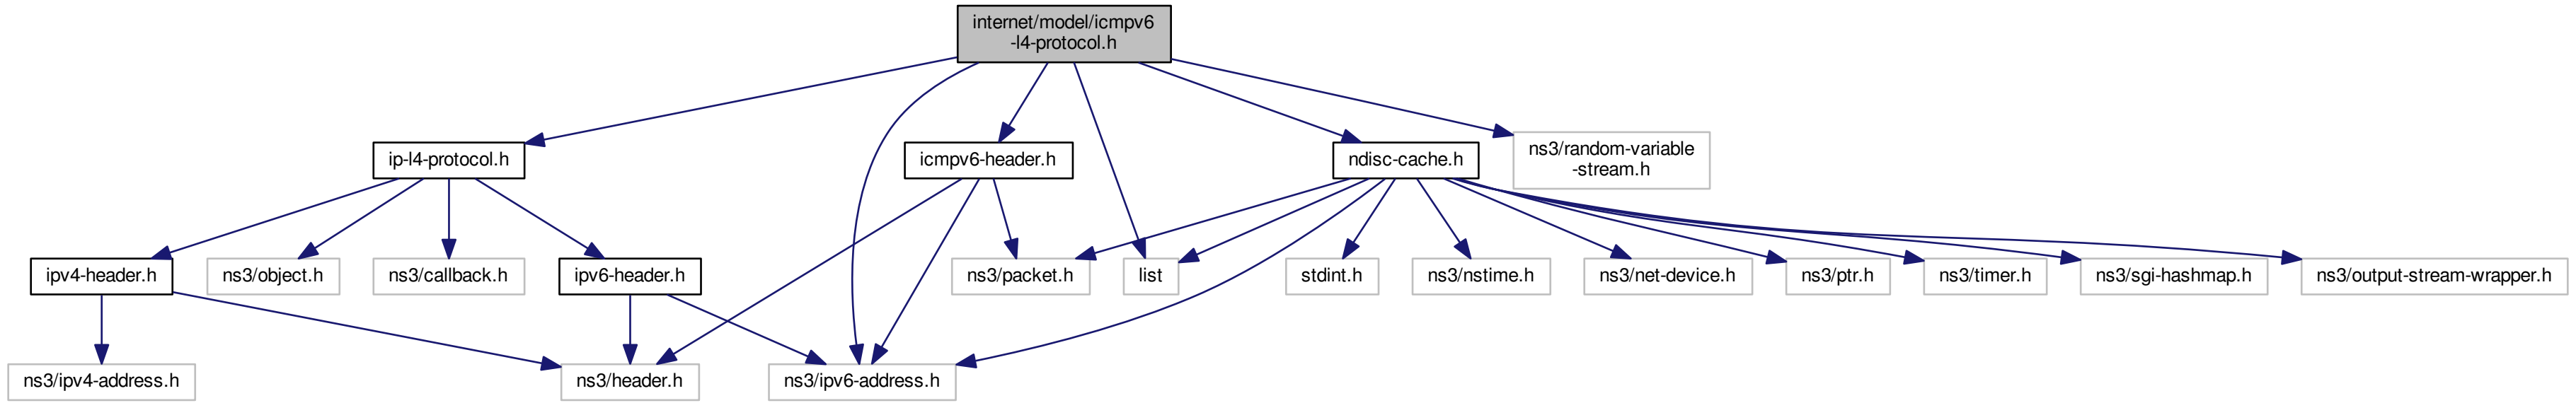 internet/model/icmpv6
-l4-protocol.h
ns3/random-variable
-stream.h
ip-l4-protocol.h
icmpv6-header.h
ndisc-cache.h
ipv4-header.h
ns3/object.h
ns3/callback.h
ipv6-header.h
ns3/packet.h
list
stdint.h
ns3/nstime.h
ns3/net-device.h
ns3/ptr.h
ns3/timer.h
ns3/sgi-hashmap.h
ns3/output-stream-wrapper.h
ns3/ipv4-address.h
ns3/header.h
ns3/ipv6-address.h